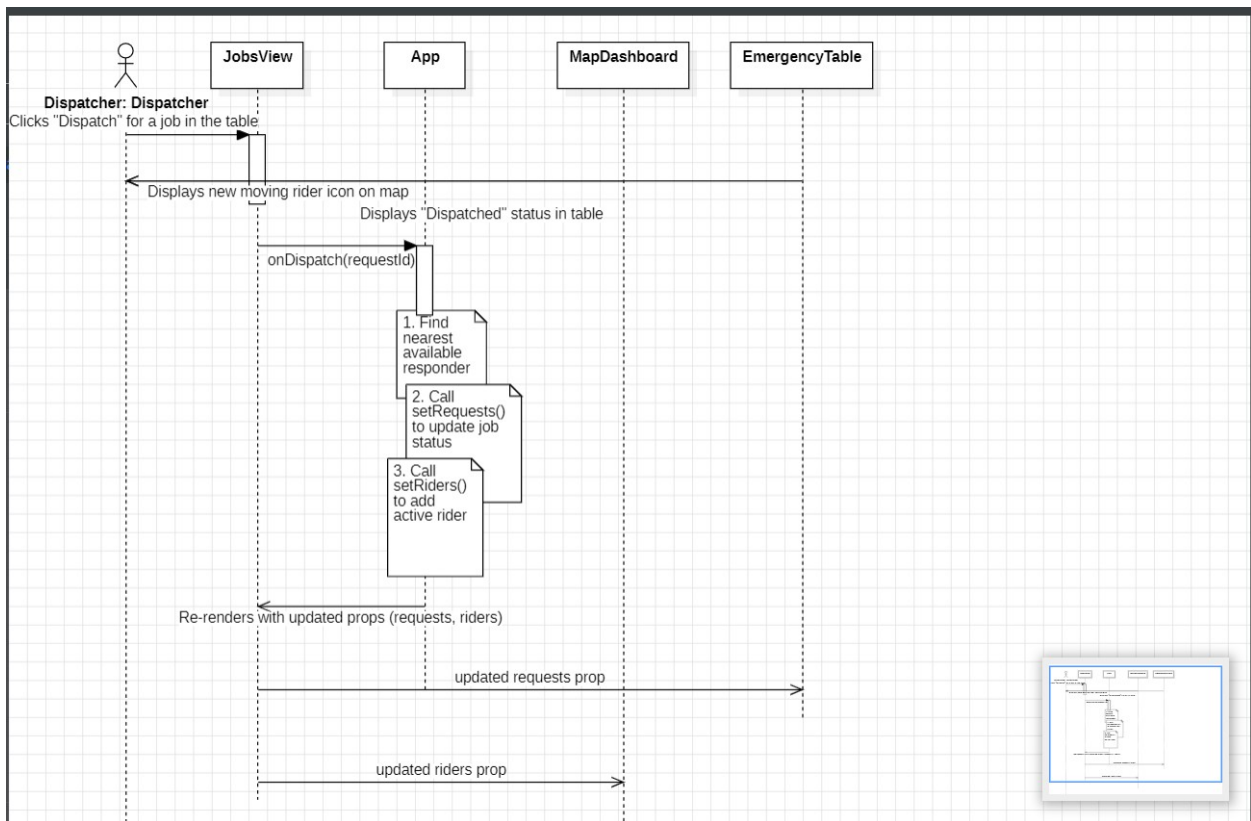 JobsView
App
MapDashboard
EmergencyTable
Dispatcher: Dispatcher
Clicks "Dispatch" for a job in the table
Displays new moving rider icon on map
Displays "Dispatched" status in table
onDispatch(requestId)
1. Find
nearest
available
responder
2. Call
setRequests()
to update job
status
3. Call
setRiders()
to add
active rider
Re-renders with updated props (requests, riders)
updated requests prop
updated riders prop